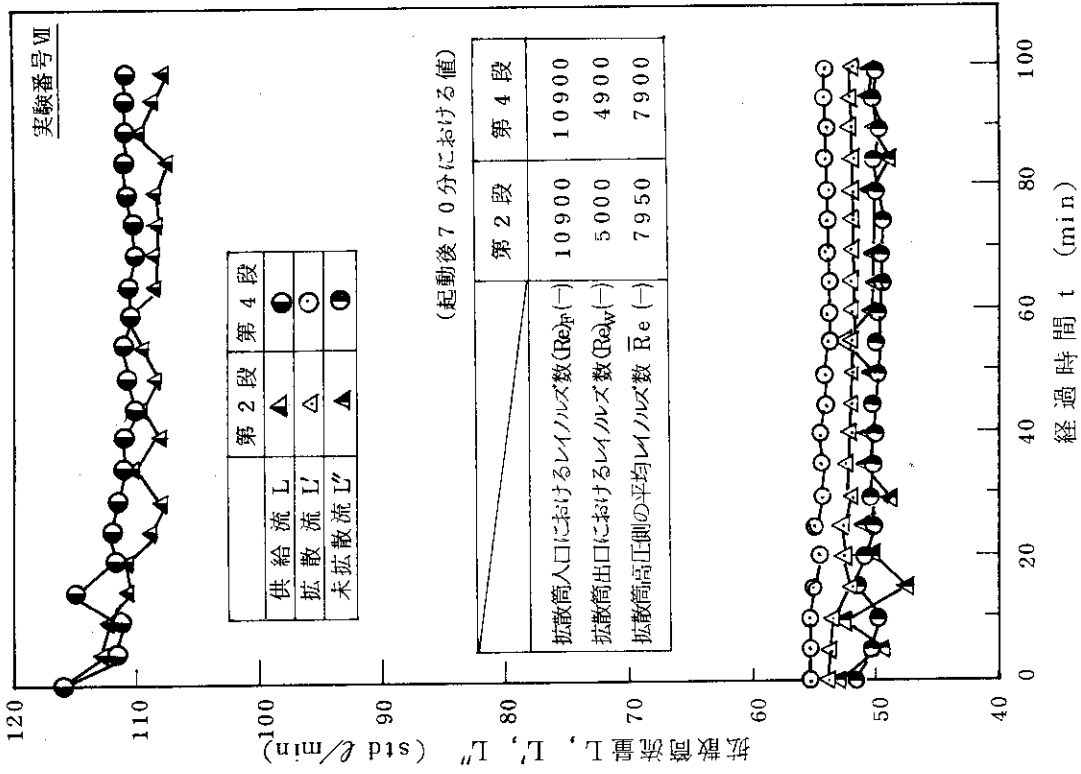 実験番号Ⅶ
120
110
100
90
80
70
60
50
40
拡散筒流量 L, L′, L″ (std ℓ/min)
第2段 第4段
供給流 L
拡散流 L′
未拡散流 L″
(起動後70分における値)
第2段 第4段
拡散筒入口におけるレイノルズ数(Re)F(−) 10900 10900
拡散筒出口におけるレイノルズ数(Re)W(−) 5000 4900
拡散筒高圧側の平均レイノルズ数 R̄e (−) 7950 7900
0 20 40 60 80 100
経過時間 t (min)